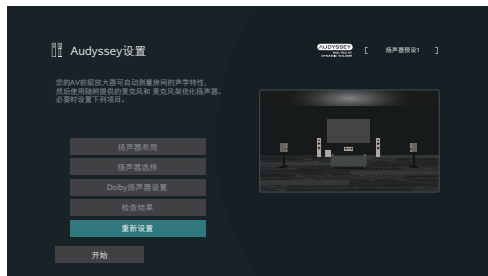 Audyssey设置
AUDYSSEY
MULTEQ XT
DYNAMIC VOLUME
[ 扬声器预设1 ]
您的AV前级放大器可自动测量房间的声学特性,
然后使用随附提供的麦克风和 麦克风架优化扬声器。
必要时设置下列项目。
扬声器布局
扬声器选择
Dolby扬声器设置
检查结果
重新设置
开始